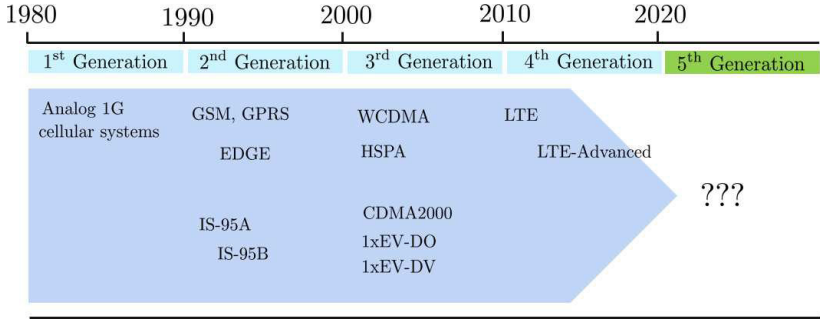 1980 1990 2000 2010 2020
1st Generation 2nd Generation 3rd Generation 4th Generation 5th Generation
Analog 1G
cellular systems
GSM, GPRS
EDGE
IS-95A
IS-95B
WCDMA
HSPA
CDMA2000
1xEV-DO
1xEV-DV
LTE
LTE-Advanced
???